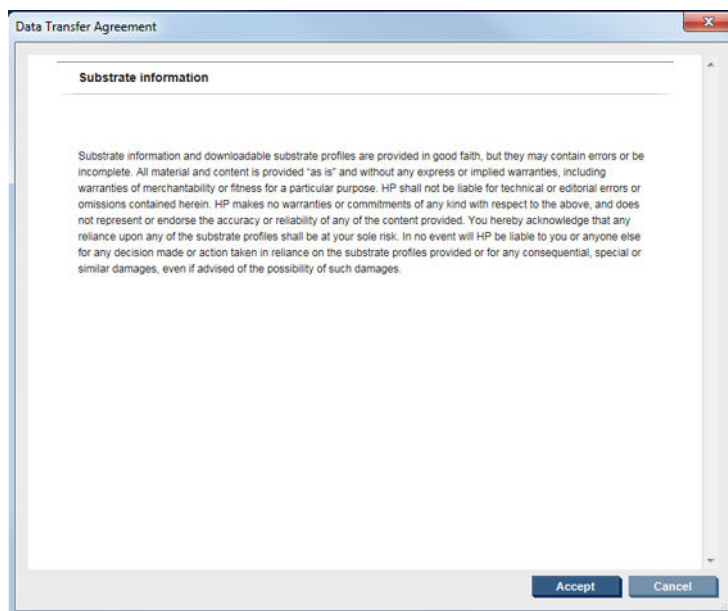 Data Transfer Agreement
Substrate information
Substrate information and downloadable substrate profiles are provided in good faith, but they may contain errors or be
incomplete. All material and content is provided "as is" and without any express or implied warranties, including
warranties of merchantability or fitness for a particular purpose. HP shall not be liable for technical or editorial errors or
omissions contained herein. HP makes no warranties or commitments of any kind with respect to the above, and does
not represent or endorse the accuracy or reliability of any of the content provided. You hereby acknowledge that any
reliance upon any of the substrate profiles shall be at your sole risk. In no event will HP be liable to you or anyone else
for any decision made or action taken in reliance on the substrate profiles provided or for any consequential, special or
similar damages, even if advised of the possibility of such damages.
Accept Cancel